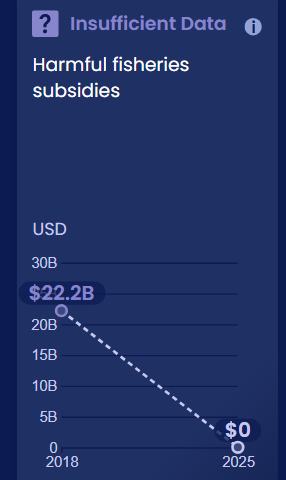 ? Insufficient Data i
Harmful fisheries
subsidies
USD
30B
$22.2B
20B
15B
10B
5B
$0
0
2018 2025